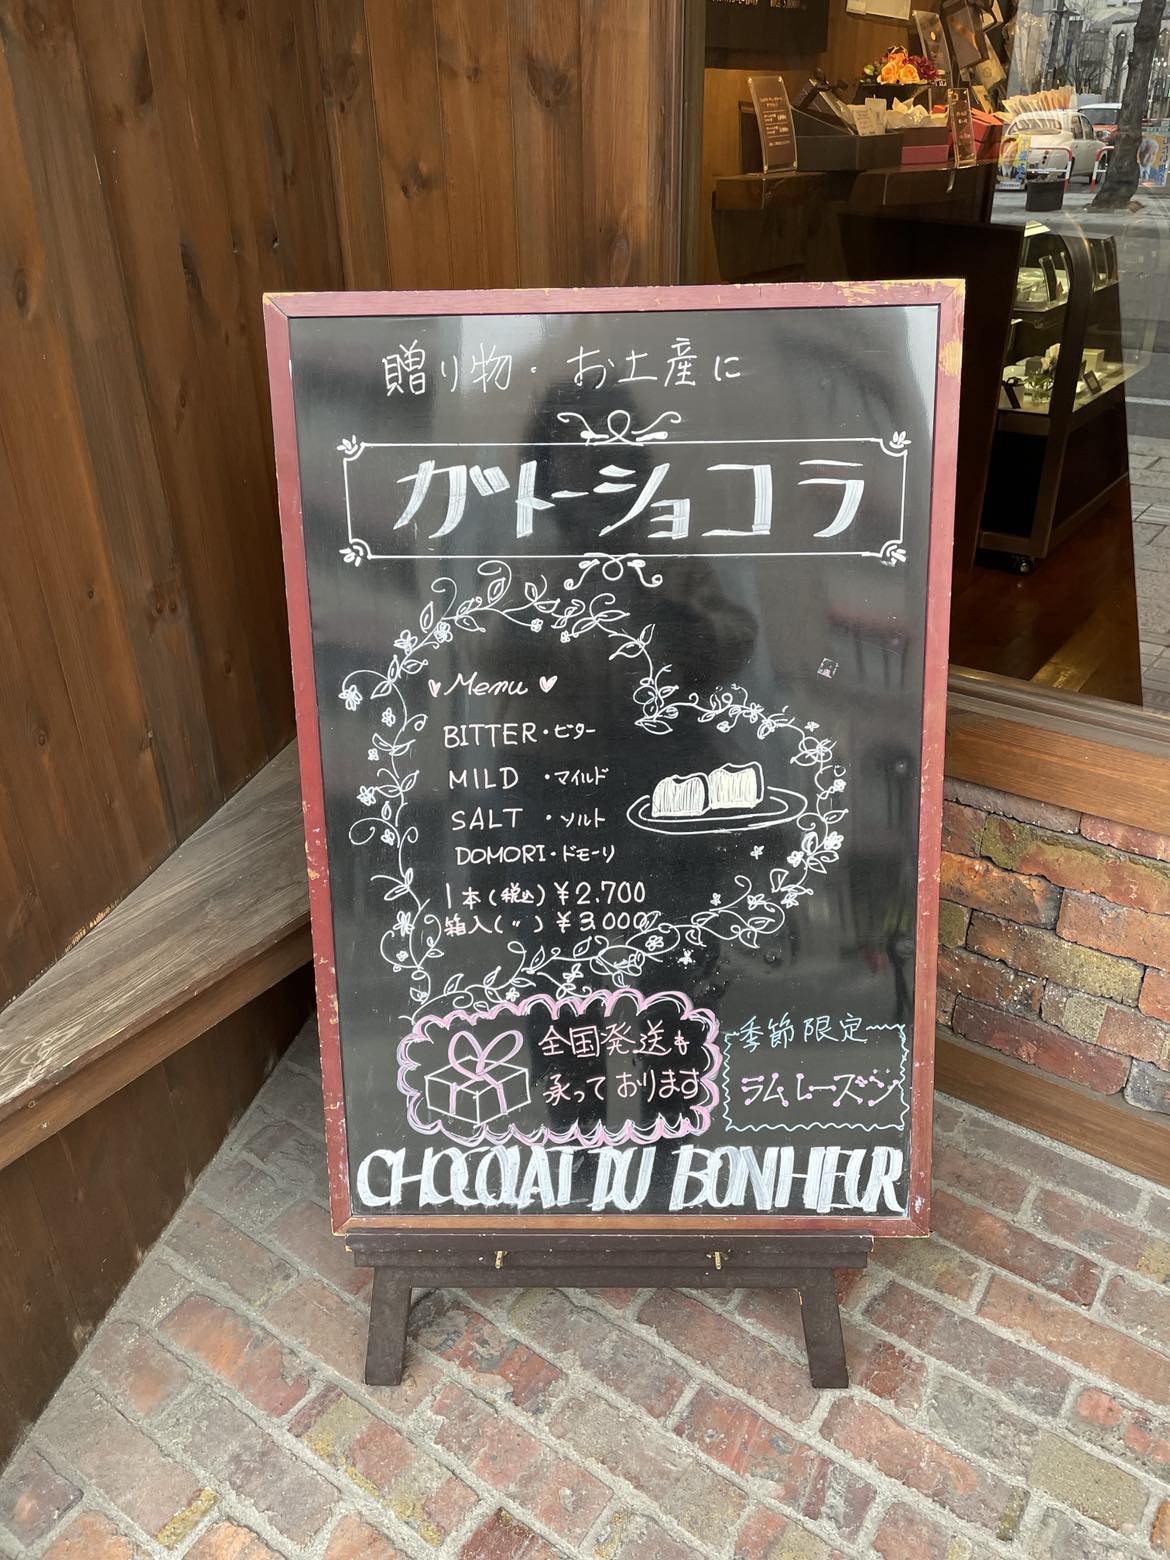 贈り物・お土産に
ガトーショコラ
Menu
BITTER・ビター
MILD ・マイルド
SALT ・ソルト
DOMORI・ドモーリ
1本(税込)¥2.700
箱入(〃)¥3.000
全国発送も
承っております
季節限定
ラムレーズン
CHOCOLAT DU BONHEUR